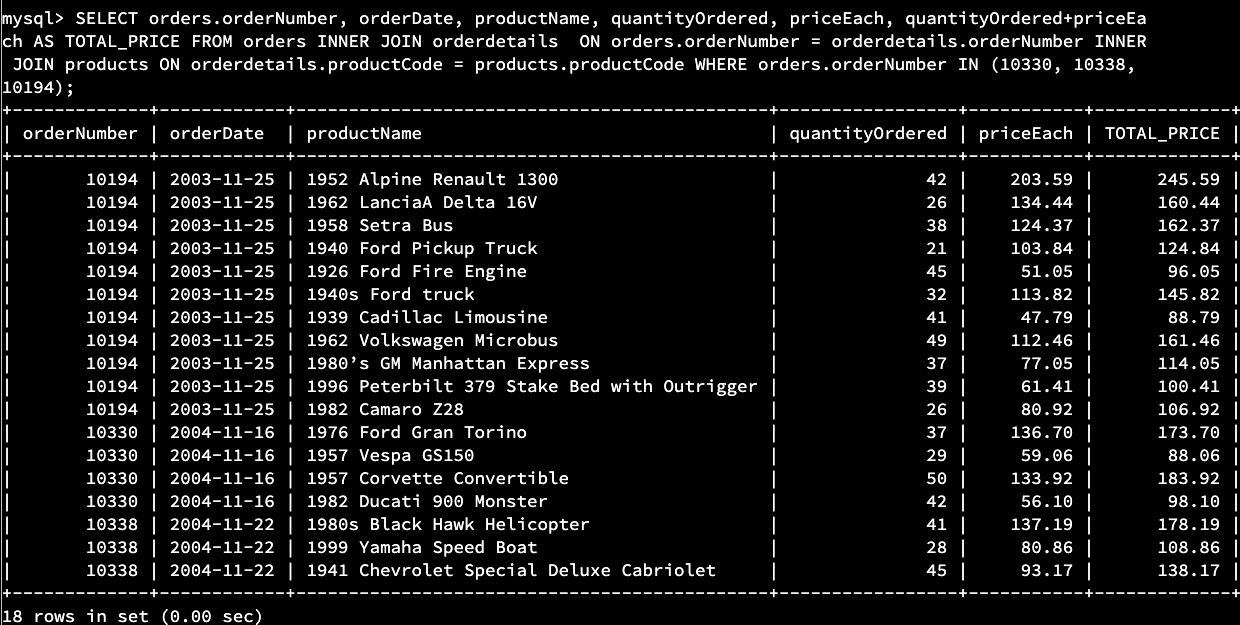 mysql> SELECT orders.orderNumber, orderDate, productName, quantityOrdered, priceEach, quantityOrdered+priceEa
ch AS TOTAL_PRICE FROM orders INNER JOIN orderdetails  ON orders.orderNumber = orderdetails.orderNumber INNER
 JOIN products ON orderdetails.productCode = products.productCode WHERE orders.orderNumber IN (10330, 10338,
10194);
+-------------+------------+---------------------------------------------+-----------------+-----------+-------------+
| orderNumber | orderDate  | productName                                 | quantityOrdered | priceEach | TOTAL_PRICE |
+-------------+------------+---------------------------------------------+-----------------+-----------+-------------+
|       10194 | 2003-11-25 | 1952 Alpine Renault 1300                    |              42 |    203.59 |      245.59 |
|       10194 | 2003-11-25 | 1962 LanciaA Delta 16V                      |              26 |    134.44 |      160.44 |
|       10194 | 2003-11-25 | 1958 Setra Bus                              |              38 |    124.37 |      162.37 |
|       10194 | 2003-11-25 | 1940 Ford Pickup Truck                      |              21 |    103.84 |      124.84 |
|       10194 | 2003-11-25 | 1926 Ford Fire Engine                       |              45 |     51.05 |       96.05 |
|       10194 | 2003-11-25 | 1940s Ford truck                            |              32 |    113.82 |      145.82 |
|       10194 | 2003-11-25 | 1939 Cadillac Limousine                     |              41 |     47.79 |       88.79 |
|       10194 | 2003-11-25 | 1962 Volkswagen Microbus                    |              49 |    112.46 |      161.46 |
|       10194 | 2003-11-25 | 1980’s GM Manhattan Express                 |              37 |     77.05 |      114.05 |
|       10194 | 2003-11-25 | 1996 Peterbilt 379 Stake Bed with Outrigger |              39 |     61.41 |      100.41 |
|       10194 | 2003-11-25 | 1982 Camaro Z28                             |              26 |     80.92 |      106.92 |
|       10330 | 2004-11-16 | 1976 Ford Gran Torino                       |              37 |    136.70 |      173.70 |
|       10330 | 2004-11-16 | 1957 Vespa GS150                            |              29 |     59.06 |       88.06 |
|       10330 | 2004-11-16 | 1957 Corvette Convertible                   |              50 |    133.92 |      183.92 |
|       10330 | 2004-11-16 | 1982 Ducati 900 Monster                     |              42 |     56.10 |       98.10 |
|       10338 | 2004-11-22 | 1980s Black Hawk Helicopter                 |              41 |    137.19 |      178.19 |
|       10338 | 2004-11-22 | 1999 Yamaha Speed Boat                      |              28 |     80.86 |      108.86 |
|       10338 | 2004-11-22 | 1941 Chevrolet Special Deluxe Cabriolet     |              45 |     93.17 |      138.17 |
+-------------+------------+---------------------------------------------+-----------------+-----------+-------------+
18 rows in set (0.00 sec)